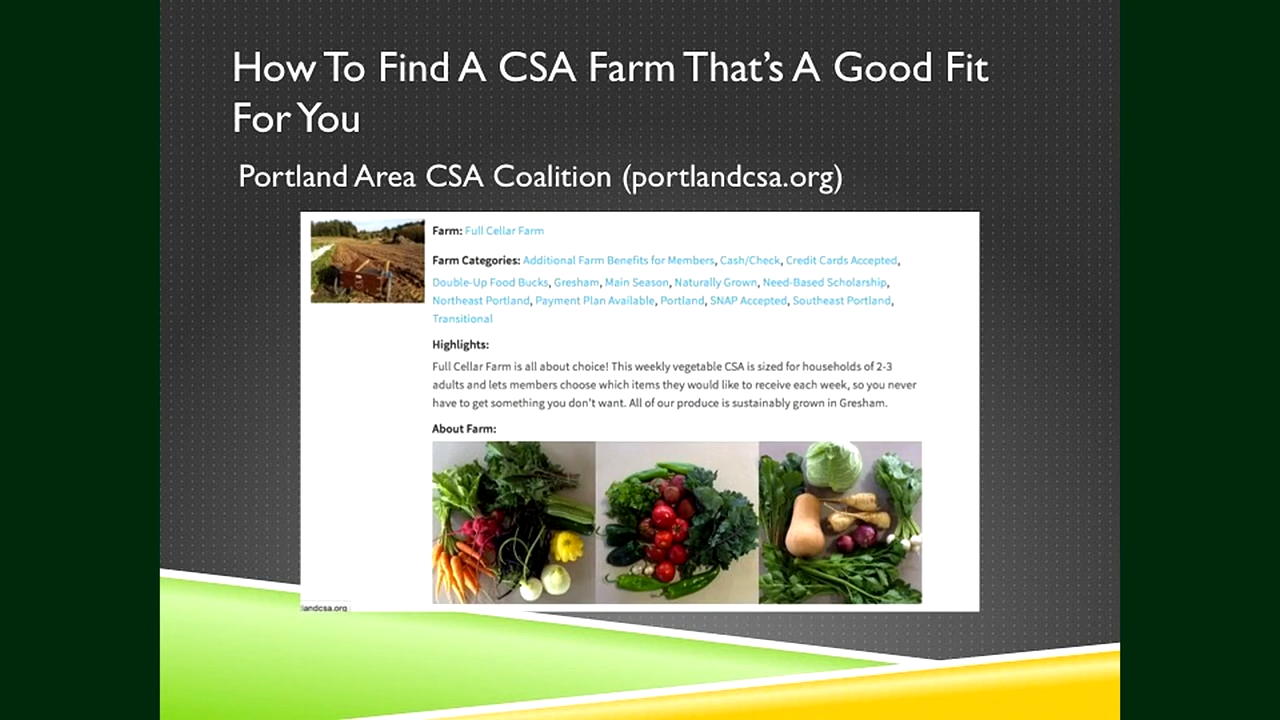 How To Find A CSA Farm That's A Good Fit
For You
Portland Area CSA Coalition (portlandcsa.org)
Farm: Full Cellar Farm
Farm Categories: Additional Farm Benefits for Members, Cash/Check, Credit Cards Accepted,
Double-Up Food Bucks, Gresham, Main Season, Naturally Grown, Need-Based Scholarship,
Northeast Portland, Payment Plan Available, Portland, SNAP Accepted, Southeast Portland,
Transitional
Highlights:
Full Cellar Farm is all about choice! This weekly vegetable CSA is sized for households of 2-3
adults and lets members choose which items they would like to receive each week, so you never
have to get something you don't want. All of our produce is sustainably grown in Gresham.
About Farm:
landcsa.org